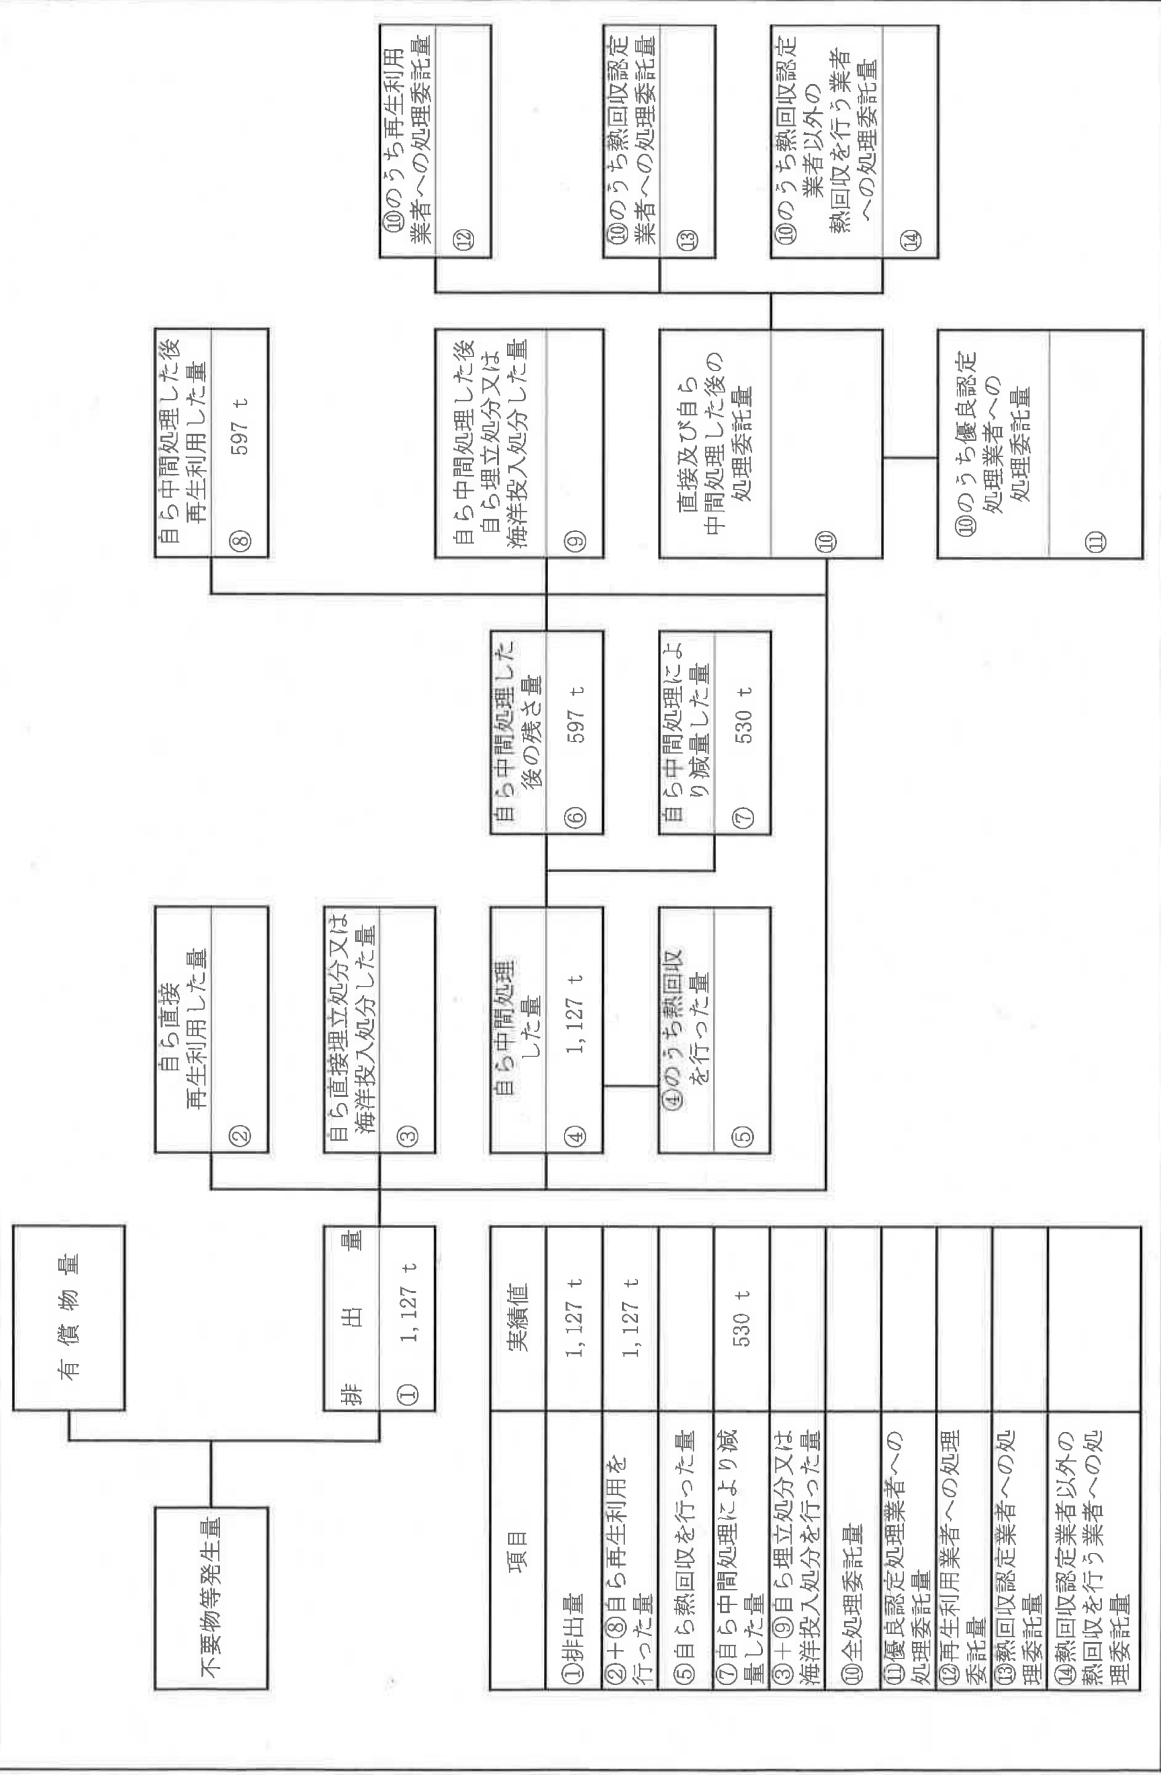 有償物量
不要物等発生量
排出量
① 1,127 t
自ら直接
再生利用した量
②
自ら直接埋立処分又は
海洋投入処分した量
③
自ら中間処理
した量
④ 1,127 t
④のうち熱回収
を行った量
⑤
自ら中間処理した
後の残さ量
⑥ 597 t
自ら中間処理によ
り減量した量
⑦ 530 t
自ら中間処理した後
再生利用した量
⑧ 597 t
自ら中間処理した後
自ら埋立処分又は
海洋投入処分した量
⑨
直接及び自ら
中間処理した後の
処理委託量
⑩
⑩のうち優良認定
処理業者への
処理委託量
⑪
⑩のうち再生利用
業者への処理委託量
⑫
⑩のうち熱回収認定
業者への処理委託量
⑬
⑩のうち熱回収認定
業者以外の
熱回収を行う業者
への処理委託量
⑭
項目 実績値
①排出量 1,127 t
②+⑧自ら再生利用を
行った量 1,127 t
⑤自ら熱回収を行った量
⑦自ら中間処理により減
量した量 530 t
③+⑨自ら埋立処分又は
海洋投入処分を行った量
⑩全処理委託量
⑪優良認定処理業者への
処理委託量
⑫再生利用業者への処理
委託量
⑬熱回収認定業者への処
理委託量
⑭熱回収認定業者以外の
熱回収を行う業者への処
理委託量